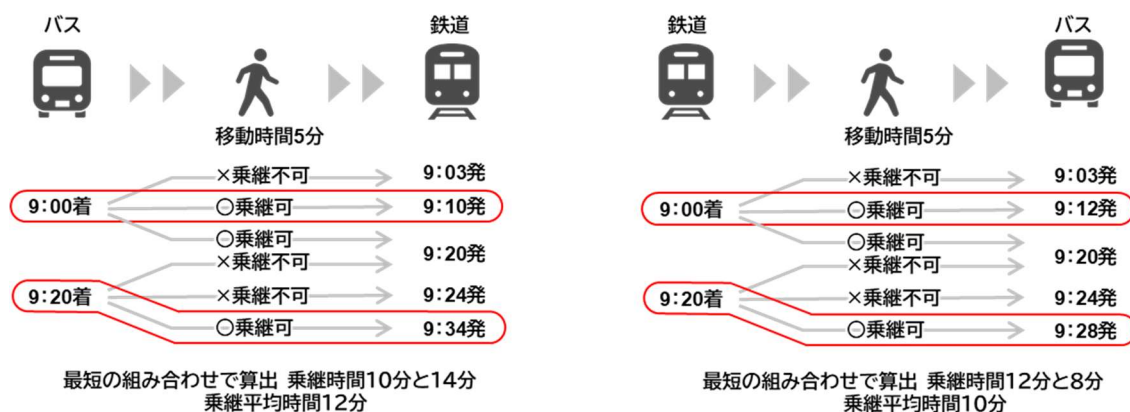 バス
鉄道
移動時間5分
×乗継不可
9：03発
9：00着
〇乗継可
9：10発
〇乗継可
9：20発
×乗継不可
9：20着
×乗継不可
9：24発
〇乗継可
9：34発
最短の組み合わせで算出 乗継時間10分と14分
乗継平均時間12分
鉄道
バス
移動時間5分
×乗継不可
9：03発
9：00着
〇乗継可
9：12発
〇乗継可
9：20発
×乗継不可
9：20着
×乗継不可
9：24発
〇乗継可
9：28発
最短の組み合わせで算出 乗継時間12分と8分
乗継平均時間10分